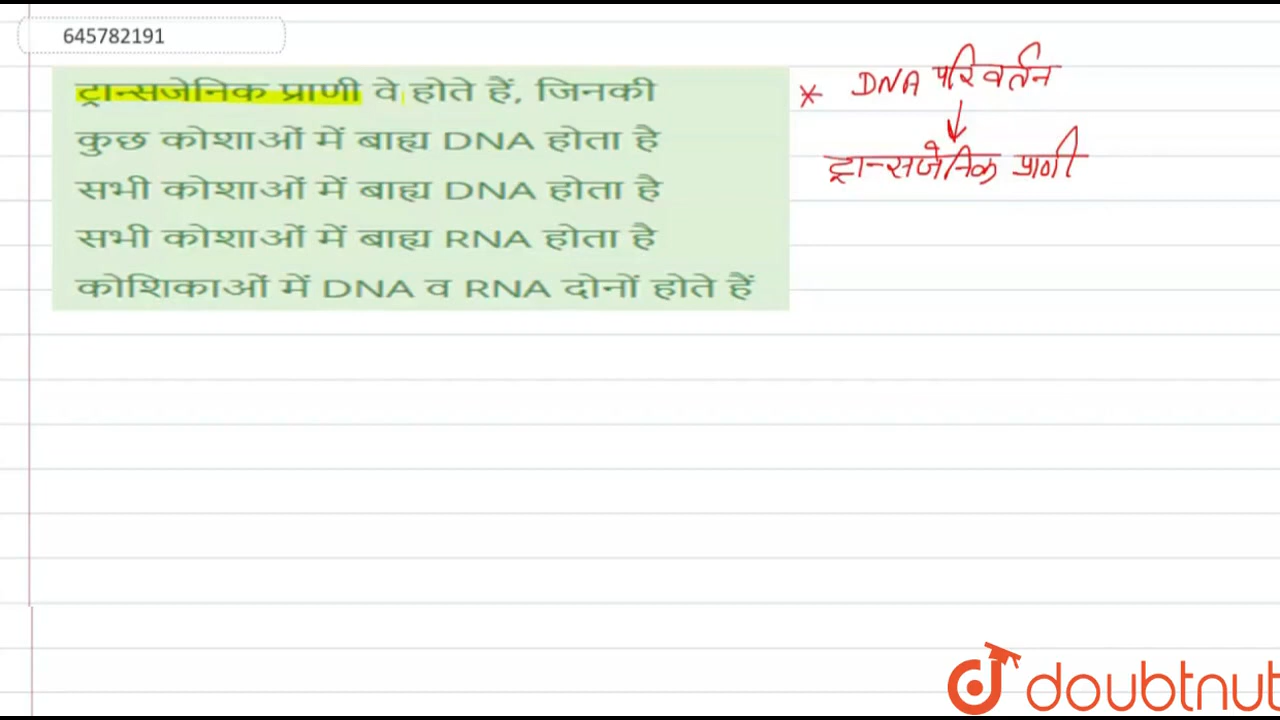 645782191
ट्रान्सजेनिक प्राणी वे होते हैं, जिनकी
कुछ कोशाओं में बाह्य DNA होता है
सभी कोशाओं में बाह्य DNA होता है
सभी कोशाओं में बाह्य RNA होता है
कोशिकाओं में DNA व RNA दोनों होते हैं
* DNA परिवर्तन
↓
ट्रान्सजेनिक प्राणी
doubtnut